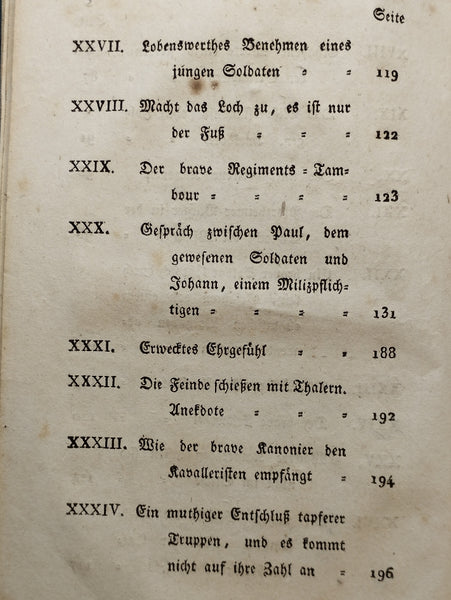 Seite
XXVII. Lobenswerthes Benehmen eines
jungen Soldaten = = 119
XXVIII. Macht das Loch zu, es ist nur
der Fuß = = = 122
XXIX. Der brave Regiments = Tam=
bour = = = = 123
XXX. Gespräch zwischen Paul, dem
gewesenen Soldaten und
Johann, einem Milizpflich=
tigen = = = = 131
XXXI. Erwecktes Ehrgefühl = = 188
XXXII. Die Feinde schießen mit Thalern.
Anekdote = = = 192
XXXIII. Wie der brave Kanonier den
Kavalleristen empfängt = 194
XXXIV. Ein muthiger Entschluß tapferer
Truppen, und es kommt
nicht auf ihre Zahl an = 196